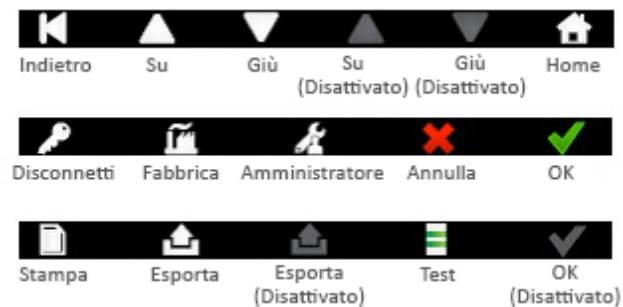 Indietro Su Giù Su Giù Home
(Disattivato) (Disattivato)
Disconnetti Fabbrica Amministratore Annulla OK
Stampa Esporta Esporta Test OK
(Disattivato) (Disattivato)